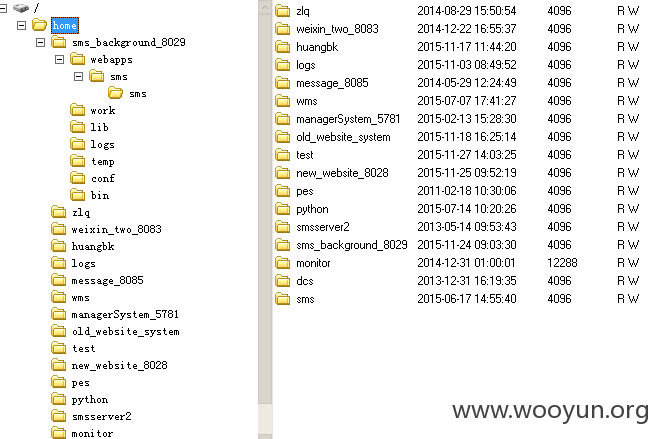 /
home
sms_background_8029
webapps
sms
sms
work
lib
logs
temp
conf
bin
zlq
weixin_two_8083
huangbk
logs
message_8085
wms
managerSystem_5781
old_website_system
test
new_website_8028
pes
python
smsserver2
monitor
zlq 2014-08-29 15:50:54 4096 R W
weixin_two_8083 2014-12-22 16:55:37 4096 R W
huangbk 2015-11-17 11:44:20 4096 R W
logs 2015-11-03 08:49:52 4096 R W
message_8085 2014-05-29 12:24:49 4096 R W
wms 2015-07-07 17:41:27 4096 R W
managerSystem_5781 2015-02-13 15:28:30 4096 R W
old_website_system 2015-11-18 16:25:14 4096 R W
test 2015-11-27 14:03:25 4096 R W
new_website_8028 2015-11-25 09:52:19 4096 R W
pes 2011-02-18 10:30:06 4096 R W
python 2015-07-14 10:20:26 4096 R W
smsserver2 2013-05-14 09:53:43 4096 R W
sms_background_8029 2015-11-24 09:03:30 4096 R W
monitor 2014-12-31 01:00:01 12288 R W
dcs 2013-12-31 16:19:35 4096 R W
sms 2015-06-17 14:55:40 4096 R W
www.wooyun.org